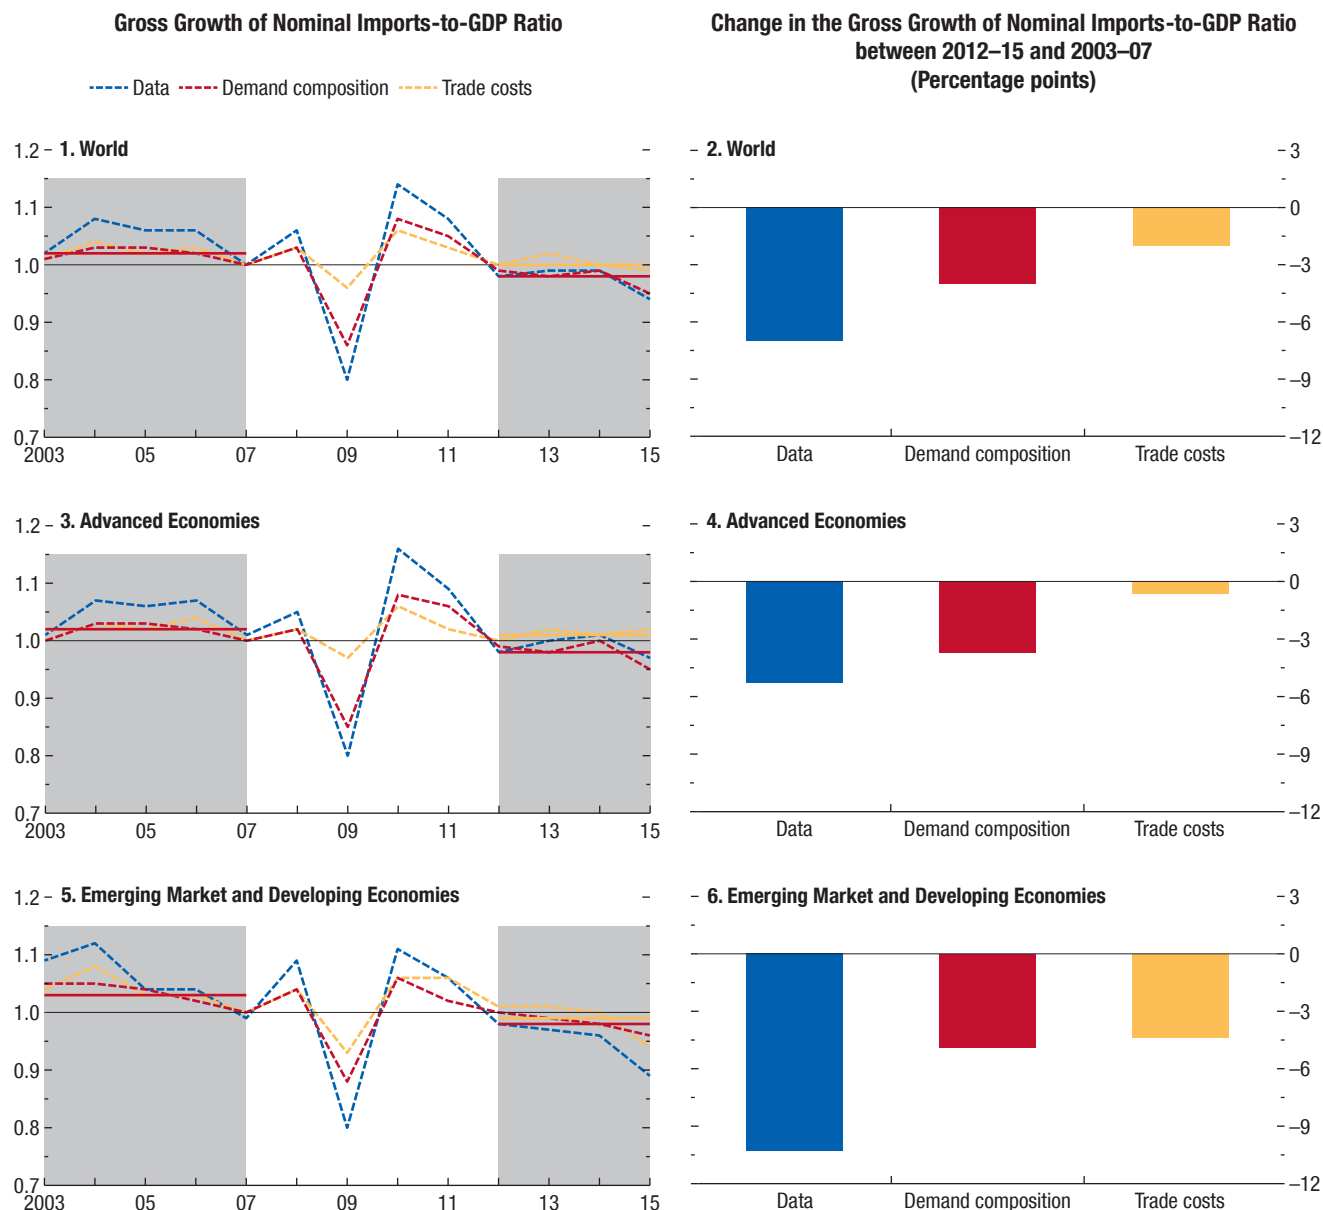 Gross Growth of Nominal Imports-to-GDP Ratio
Change in the Gross Growth of Nominal Imports-to-GDP Ratio
between 2012–15 and 2003–07
(Percentage points)
Data Demand composition Trade costs
1. World
1.2
1.1
1.0
0.9
0.8
0.7
2003 05 07 09 11 13 15
2. World
3
0
–3
–6
–9
–12
Data Demand composition Trade costs
3. Advanced Economies
1.2
1.1
1.0
0.9
0.8
0.7
2003 05 07 09 11 13 15
4. Advanced Economies
3
0
–3
–6
–9
–12
Data Demand composition Trade costs
5. Emerging Market and Developing Economies
1.2
1.1
1.0
0.9
0.8
0.7
2003 05 07 09 11 13 15
6. Emerging Market and Developing Economies
3
0
–3
–6
–9
–12
Data Demand composition Trade costs